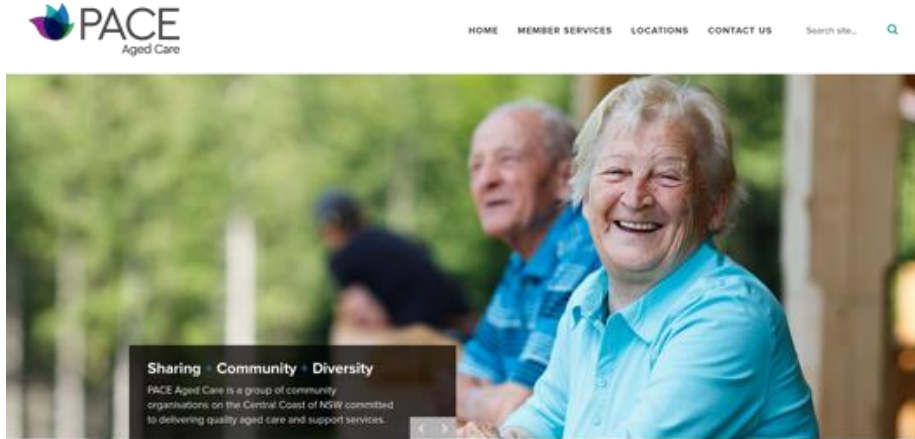 PACE
Aged Care
HOME MEMBER SERVICES LOCATIONS CONTACT US Search site...
Sharing + Community + Diversity
PACE Aged Care is a group of community
organisations on the Central Coast of NSW committed
to delivering quality aged care and support services.